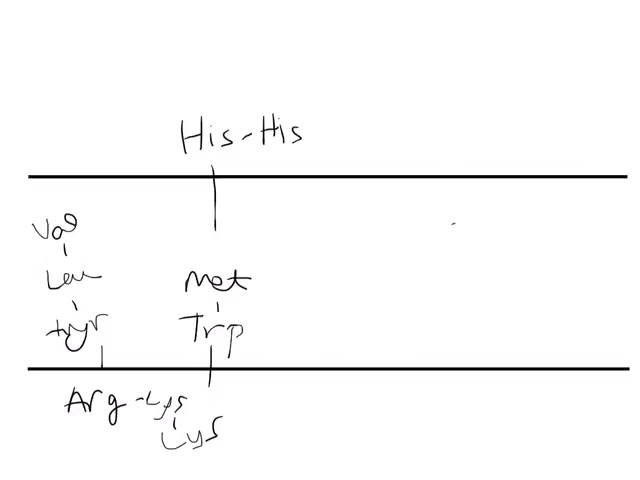 His-His
Val
Leu
Met
tyr
Trp
Arg-Lys
Lys